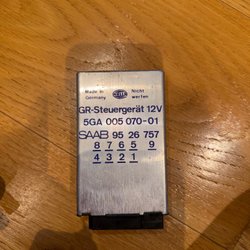 Made in Germany
Nicht werfen
GR-Steuergerät 12V
5GA 005 070-01
SAAB 95 26 757
8 7 6 5 9
4 3 2 1